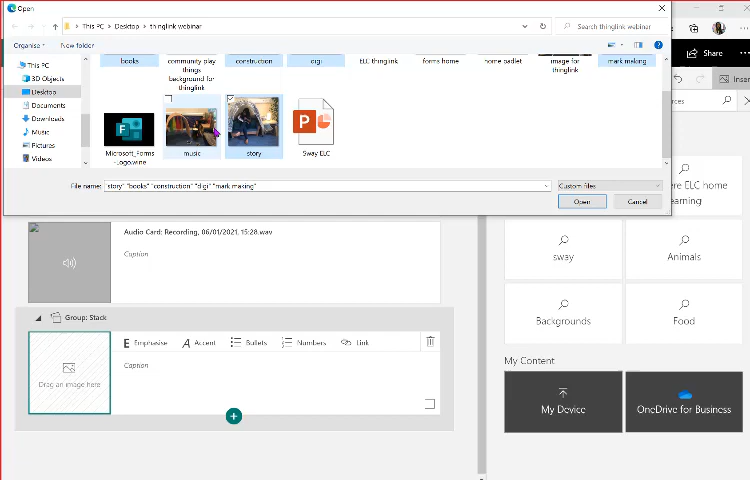 Open
This PC > Desktop > thinglink webinar
Search thinglink webinar
Organise
New folder
This PC
3D Objects
Desktop
Documents
Downloads
Music
Pictures
Videos
books
community play things background for thinglink
construction
digi
ELC thinglink
forms home
home padlet
image for thinglink
mark making
Microsoft_Forms-Logo.wine
music
story
Sway ELC
File name:
"story" "books" "construction" "digi" "mark making"
Custom files
Open
Cancel
Share
Audio Card: Recording, 06/01/2021, 15:28.wav
Caption
Group: Stack
Drag an image here
E Emphasise
A Accent
Bullets
Numbers
Link
Caption
sway
Animals
Backgrounds
Food
My Content
My Device
OneDrive for Business